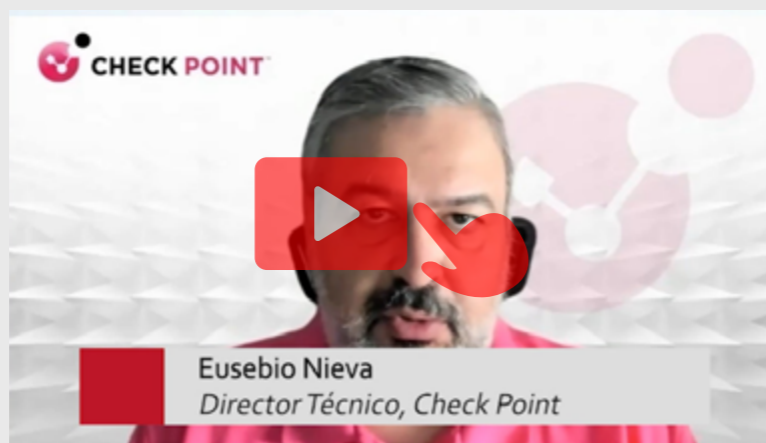 CHECK POINT
Eusebio Nieva
Director Técnico, Check Point